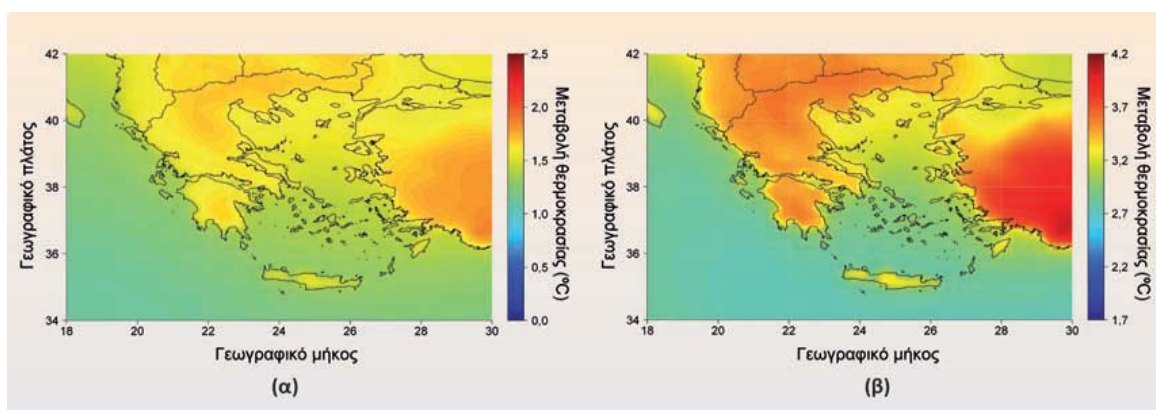 42
40
38
36
34
Γεωγραφικό πλάτος
18 20 22 24 26 28 30
Γεωγραφικό μήκος
2,5
2,0
1,5
1,0
0,5
0,0
Μεταβολή θερμοκρασίας (°C)
(α)
42
40
38
36
34
Γεωγραφικό πλάτος
18 20 22 24 26 28 30
Γεωγραφικό μήκος
4,2
3,7
3,2
2,7
2,2
1,7
Μεταβολή θερμοκρασίας (°C)
(β)